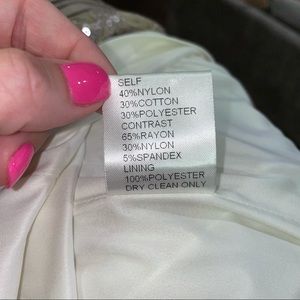 SELF
40%NYLON
30%COTTON
30%POLYESTER
CONTRAST
65%RAYON
30%NYLON
5%SPANDEX
LINING
100%POLYESTER
DRY CLEAN ONLY